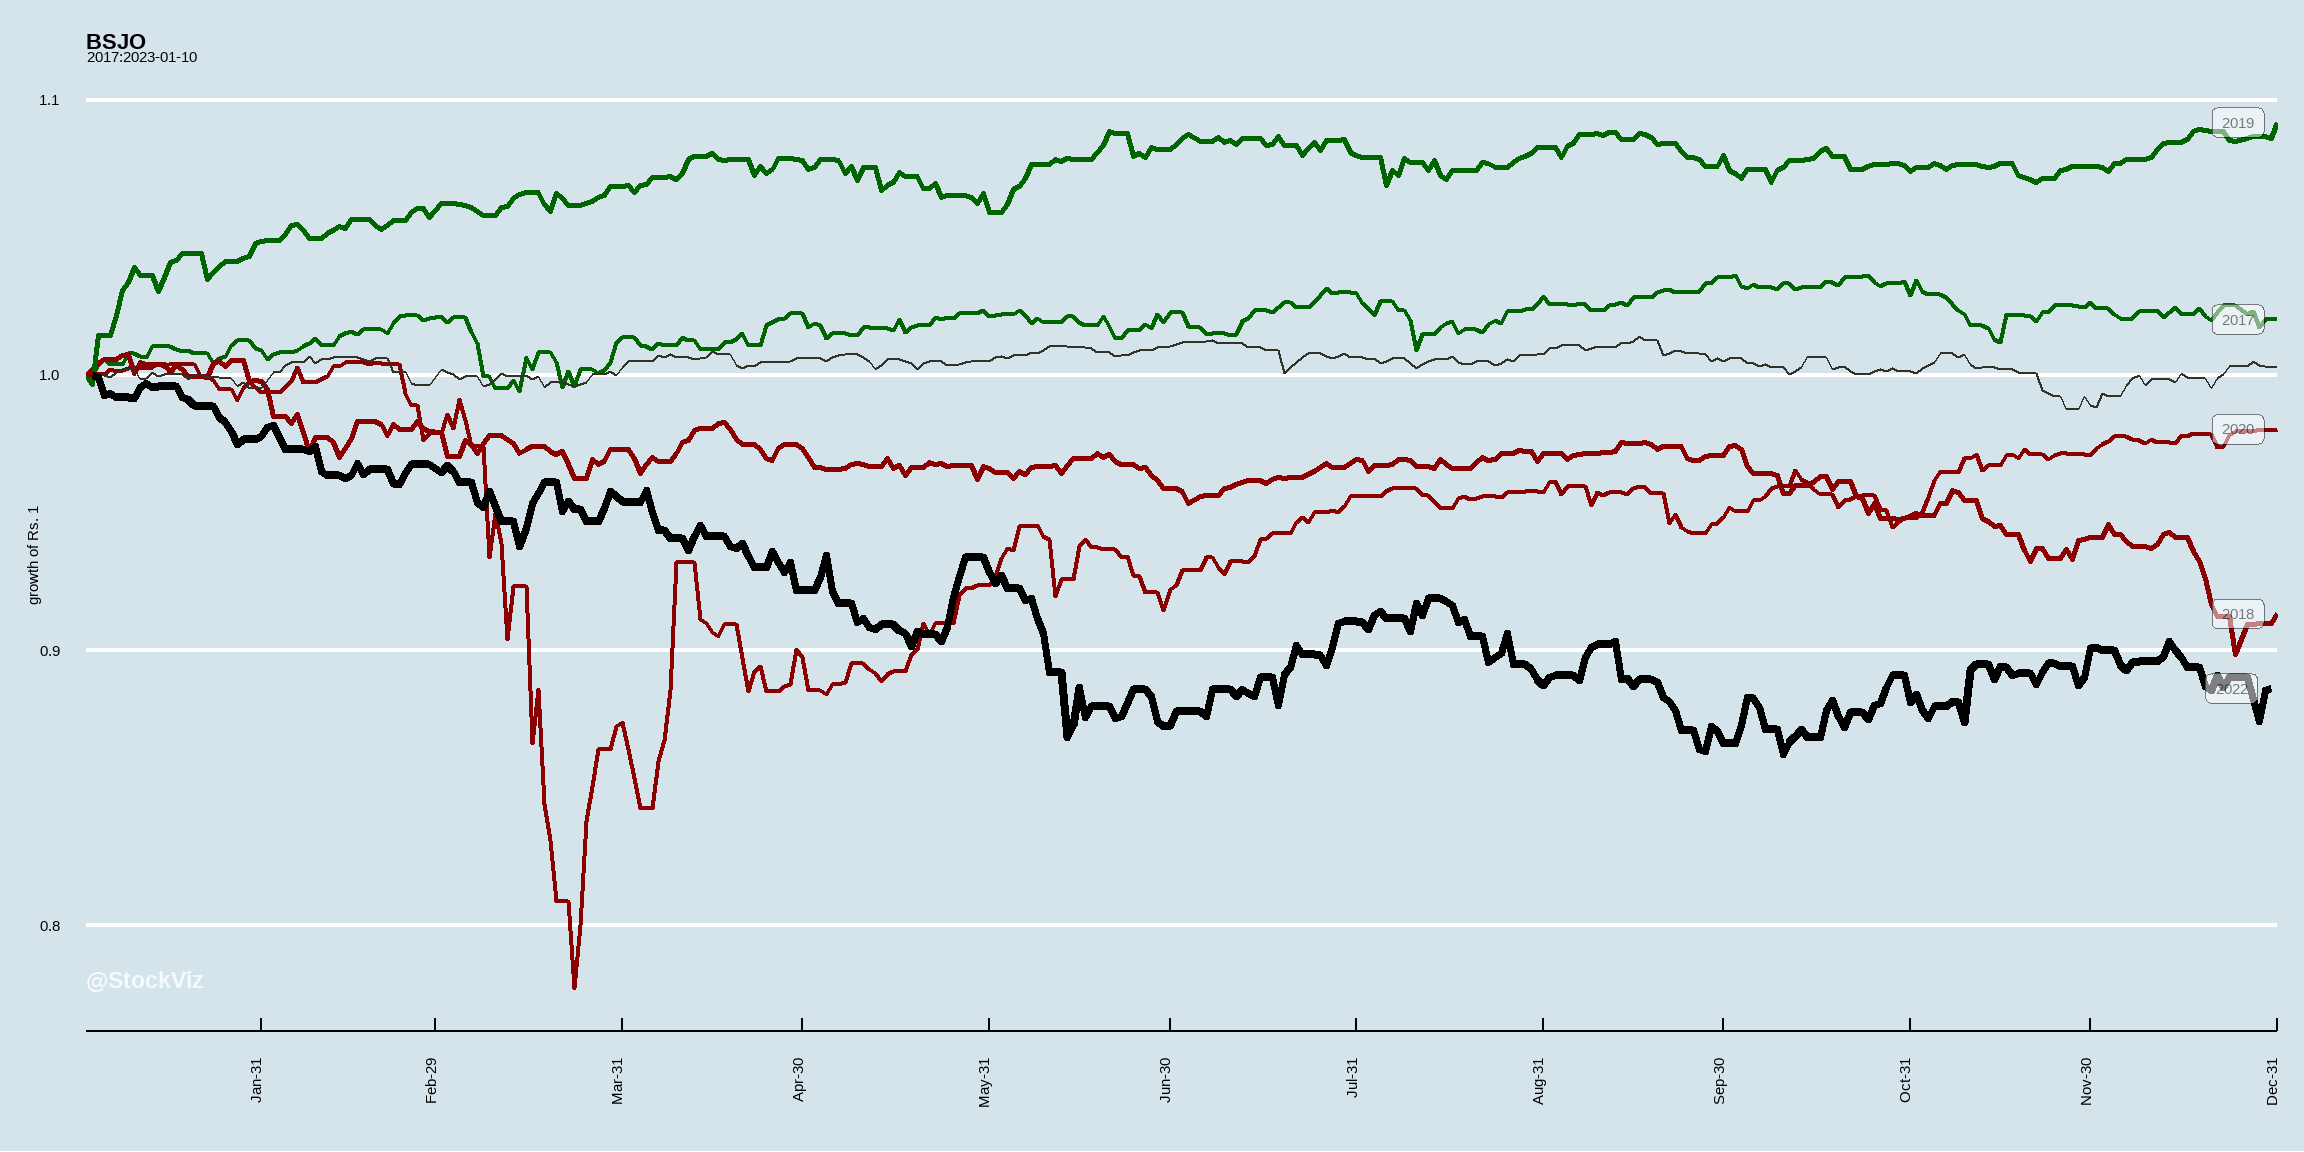 BSJO
2017:2023-01-10
1.1
1.0
0.9
0.8
growth of Rs. 1
2019
2017
2020
2018
2022
@StockViz
Jan-31
Feb-29
Mar-31
Apr-30
May-31
Jun-30
Jul-31
Aug-31
Sep-30
Oct-31
Nov-30
Dec-31